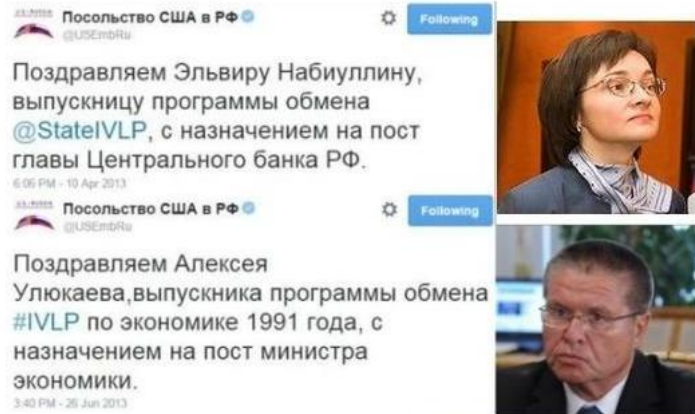 Посольство США в РФ
@USEmbRu
Following
Поздравляем Эльвиру Набиуллину,
выпускницу программы обмена
@StateIVLP, с назначением на пост
главы Центрального банка РФ.
6:06 PM - 10 Apr 2013
Посольство США в РФ
@USEmbRu
Following
Поздравляем Алексея
Улюкаева,выпускника программы обмена
#IVLP по экономике 1991 года, с
назначением на пост министра
экономики.
3:40 PM - 26 Jun 2013